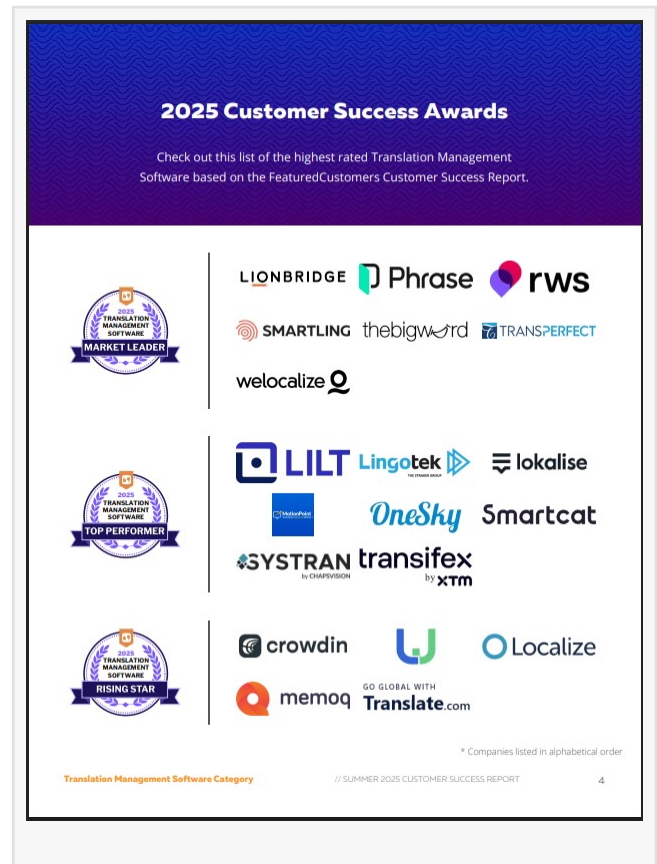 2025 Customer Success Awards
Check out this list of the highest rated Translation Management
Software based on the FeaturedCustomers Customer Success Report.
2025
TRANSLATION
MANAGEMENT
SOFTWARE
MARKET LEADER
LIONBRIDGE Phrase rws
SMARTLING thebigword TRANSPERFECT
welocalize
2025
TRANSLATION
MANAGEMENT
SOFTWARE
TOP PERFORMER
LILT Lingotek lokalise
THE STRAKER GROUP
MotionPoint OneSky Smartcat
SYSTRAN transifex
by CHAPSVISION by XTM
2025
TRANSLATION
MANAGEMENT
SOFTWARE
RISING STAR
crowdin Localize
memoq GO GLOBAL WITH
Translate.com
* Companies listed in alphabetical order
Translation Management Software Category // SUMMER 2025 CUSTOMER SUCCESS REPORT 4